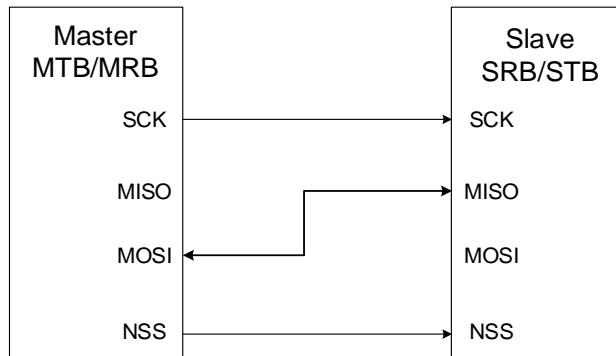 Master
MTB/MRB
SCK
MISO
MOSI
NSS
Slave
SRB/STB
SCK
MISO
MOSI
NSS